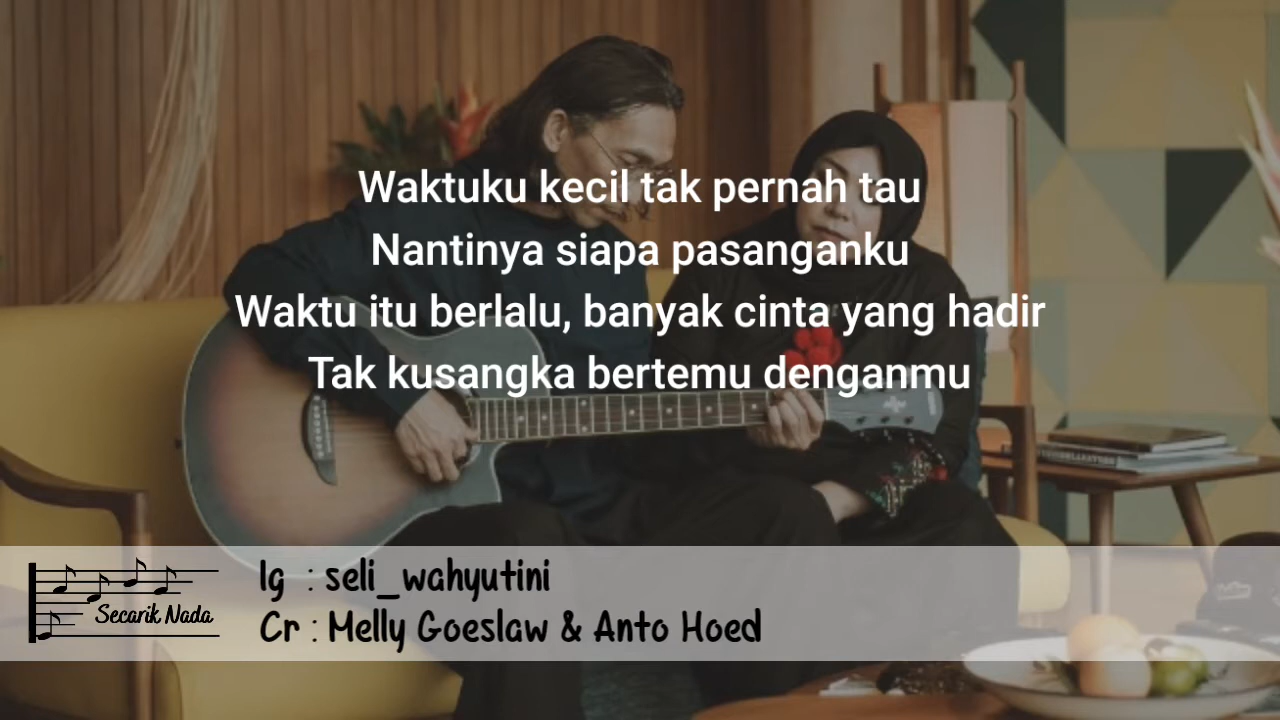 Waktuku kecil tak pernah tau
Nantinya siapa pasanganku
Waktu itu berlalu, banyak cinta yang hadir
Tak kusangka bertemu denganmu
Secarik Nada
Ig : seli_wahyutini
Cr : Melly Goeslaw & Anto Hoed